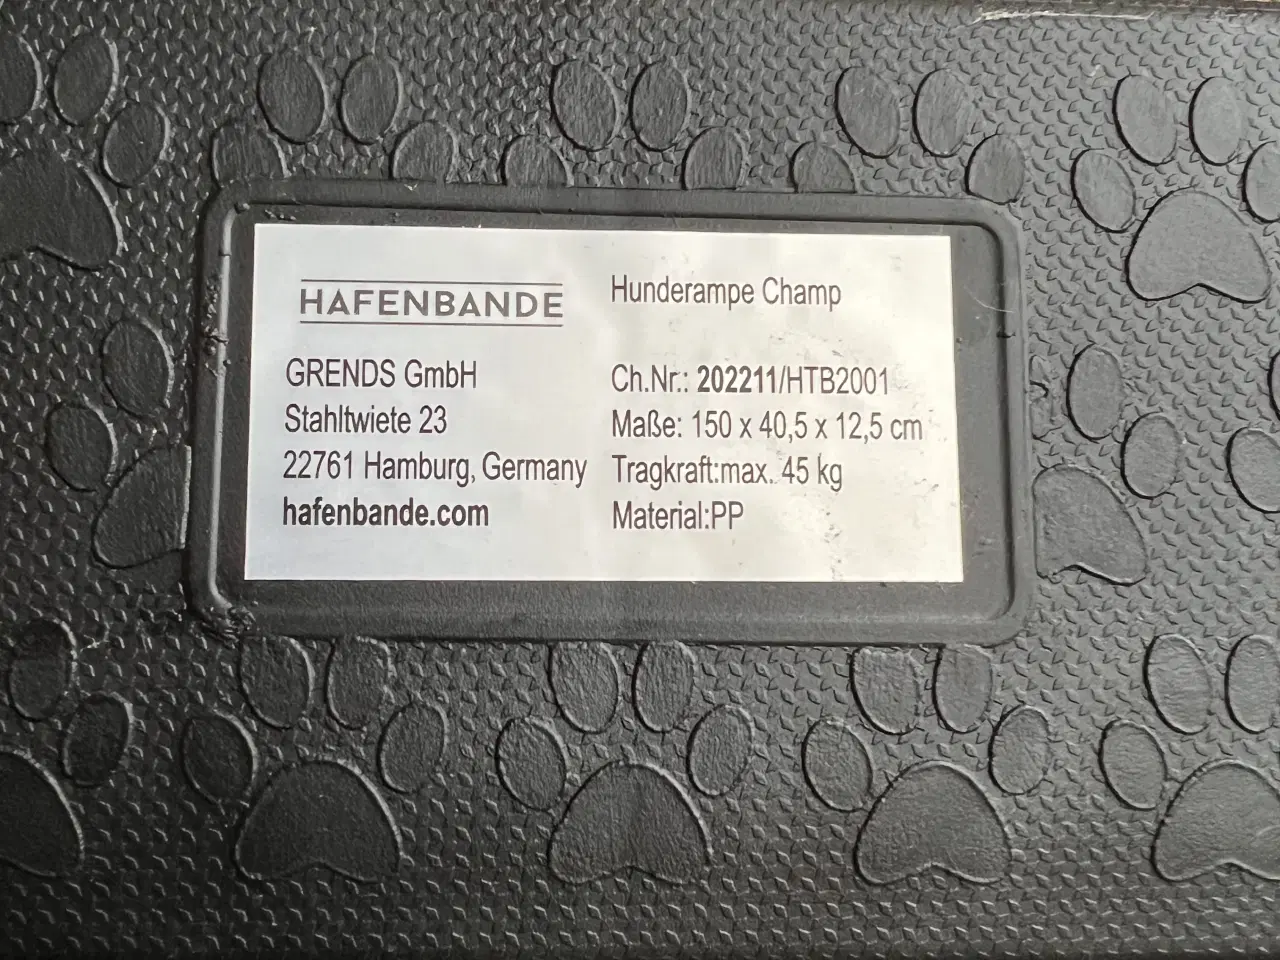 HAFENBANDE
GRENDS GmbH
Stahltwiete 23
22761 Hamburg, Germany
hafenbande.com
Hunderampe Champ
Ch.Nr.: 202211/HTB2001
Maße: 150 x 40,5 x 12,5 cm
Tragkraft:max. 45 kg
Material:PP